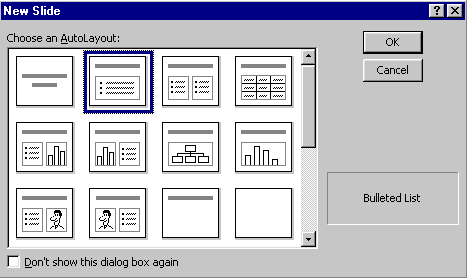 New Slide
Choose an AutoLayout:
OK
Cancel
Bulleted List
Don't show this dialog box again